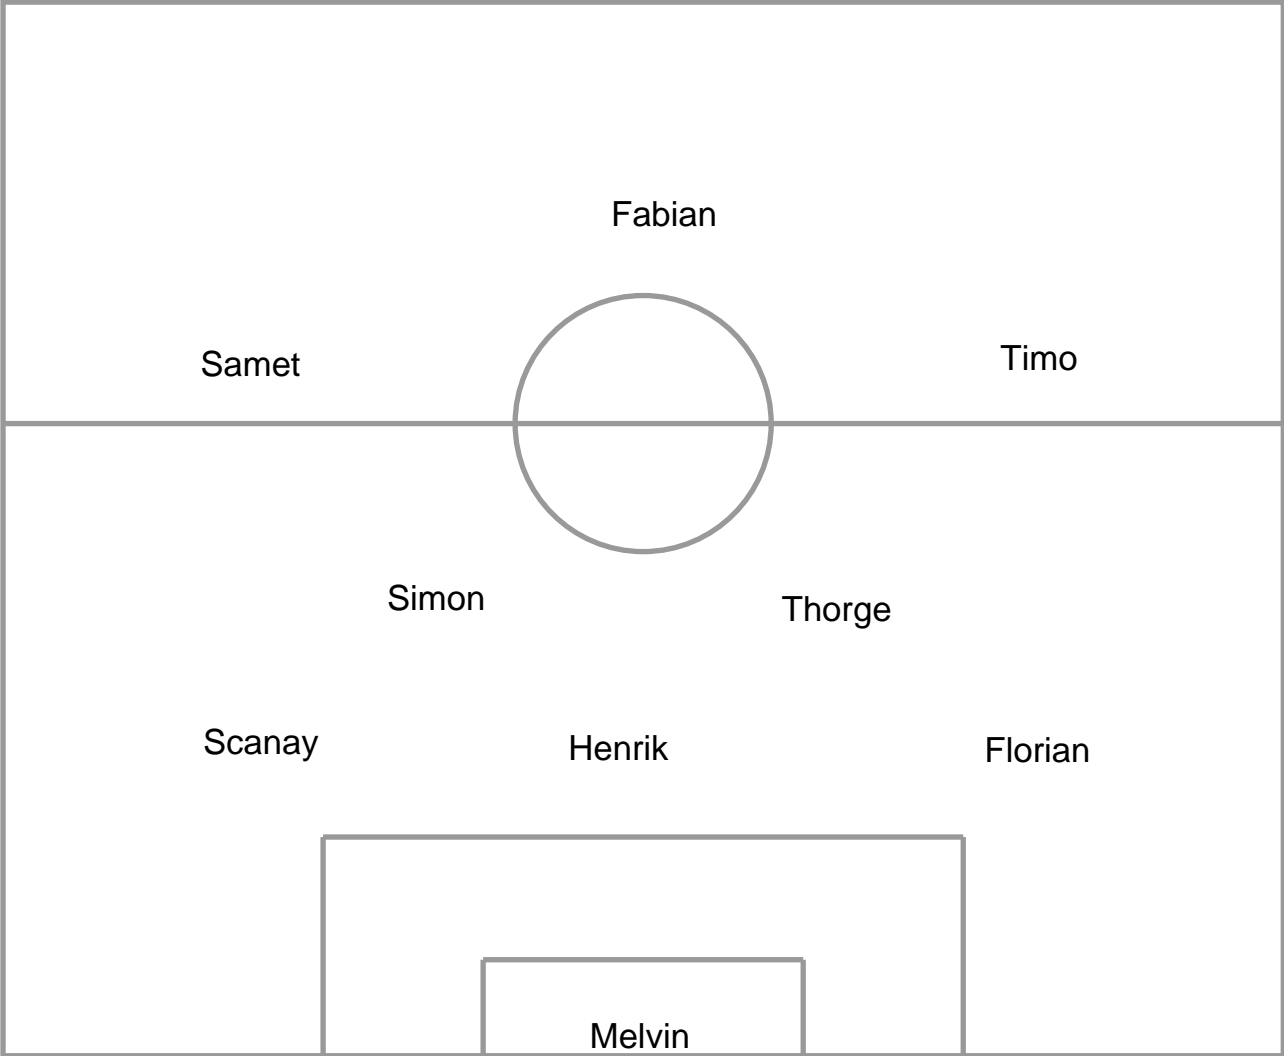 Fabian
Samet
Timo
Simon
Thorge
Scanay
Henrik
Florian
Melvin